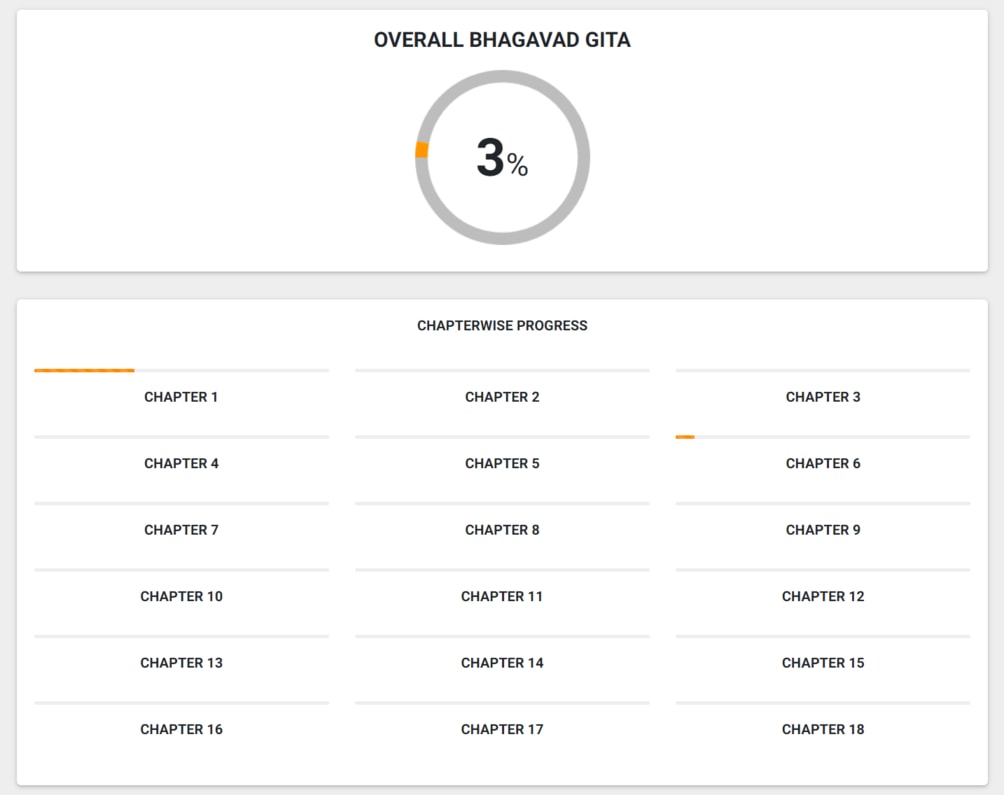 OVERALL BHAGAVAD GITA
3%
CHAPTERWISE PROGRESS
CHAPTER 1 CHAPTER 2 CHAPTER 3
CHAPTER 4 CHAPTER 5 CHAPTER 6
CHAPTER 7 CHAPTER 8 CHAPTER 9
CHAPTER 10 CHAPTER 11 CHAPTER 12
CHAPTER 13 CHAPTER 14 CHAPTER 15
CHAPTER 16 CHAPTER 17 CHAPTER 18